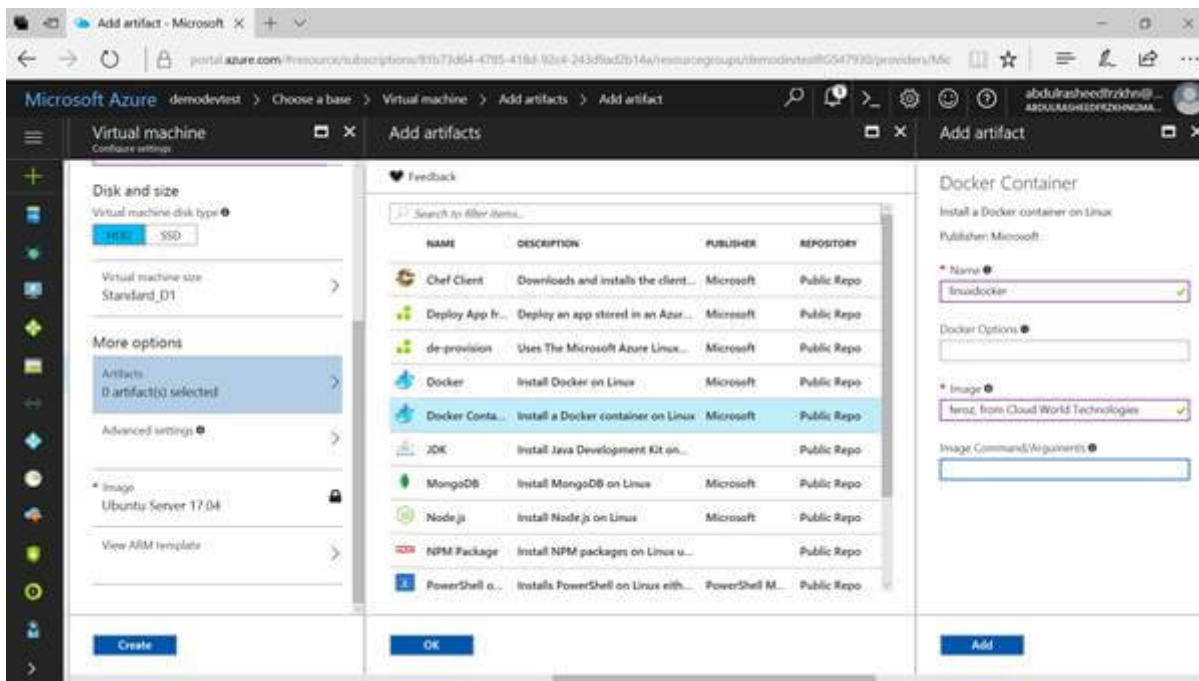 Add artifact - Microsoft
Microsoft Azure demodevtest > Choose a base > Virtual machine > Add artifacts > Add artifact
abdulrasheedfrzkhn@...
Virtual machine
Configure settings
Disk and size
Virtual machine disk type
HDD SSD
Virtual machine size
Standard_D1
More options
Artifacts
0 artifact(s) selected
Advanced settings
* Image
Ubuntu Server 17.04
View ARM template
Create
Add artifacts
Feedback
Search to filter items...
NAME DESCRIPTION PUBLISHER REPOSITORY
Chef Client Downloads and installs the client... Microsoft Public Repo
Deploy App fr... Deploy an app stored in an Azur... Microsoft Public Repo
de-provision Uses The Microsoft Azure Linux... Microsoft Public Repo
Docker Install Docker on Linux Microsoft Public Repo
Docker Conta... Install a Docker container on Linux Microsoft Public Repo
JDK Install Java Development Kit on... Public Repo
MongoDB Install MongoDB on Linux Microsoft Public Repo
Node.js Install Node.js on Linux Microsoft Public Repo
NPM Package Install NPM packages on Linux u... Public Repo
PowerShell o... Installs PowerShell on Linux eith... PowerShell M... Public Repo
OK
Add artifact
Docker Container
Install a Docker container on Linux
Publisher: Microsoft
* Name
linuxdocker
Docker Options
* Image
feroz, from Cloud World Technologies
Image Command/Arguments
Add